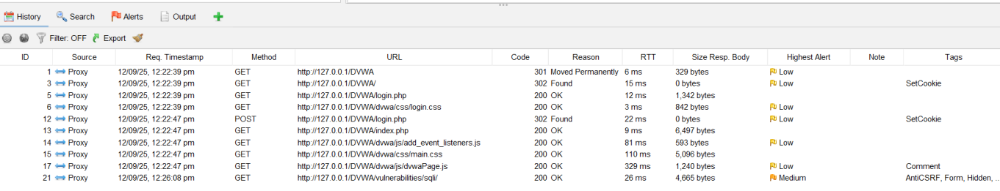 History Search Alerts Output
Filter: OFF Export
ID Source Req. Timestamp Method URL Code Reason RTT Size Resp. Body Highest Alert Note Tags
1 Proxy 12/09/25, 12:22:39 pm GET http://127.0.0.1/DVWA 301 Moved Permanently 6 ms 329 bytes Low
3 Proxy 12/09/25, 12:22:39 pm GET http://127.0.0.1/DVWA/ 302 Found 15 ms 0 bytes Low SetCookie
5 Proxy 12/09/25, 12:22:39 pm GET http://127.0.0.1/DVWA/login.php 200 OK 12 ms 1,342 bytes
6 Proxy 12/09/25, 12:22:39 pm GET http://127.0.0.1/DVWA/dvwa/css/login.css 200 OK 3 ms 842 bytes Low
12 Proxy 12/09/25, 12:22:47 pm POST http://127.0.0.1/DVWA/login.php 302 Found 22 ms 0 bytes Low SetCookie
13 Proxy 12/09/25, 12:22:47 pm GET http://127.0.0.1/DVWA/index.php 200 OK 9 ms 6,497 bytes
14 Proxy 12/09/25, 12:22:47 pm GET http://127.0.0.1/DVWA/dvwa/js/add_event_listeners.js 200 OK 81 ms 593 bytes Low
15 Proxy 12/09/25, 12:22:47 pm GET http://127.0.0.1/DVWA/dvwa/css/main.css 200 OK 110 ms 5,096 bytes
17 Proxy 12/09/25, 12:22:47 pm GET http://127.0.0.1/DVWA/dvwa/js/dvwaPage.js 200 OK 329 ms 1,240 bytes Low Comment
21 Proxy 12/09/25, 12:26:08 pm GET http://127.0.0.1/DVWA/vulnerabilities/sqli/ 200 OK 26 ms 4,665 bytes Medium AntiCSRF, Form, Hidden, ...